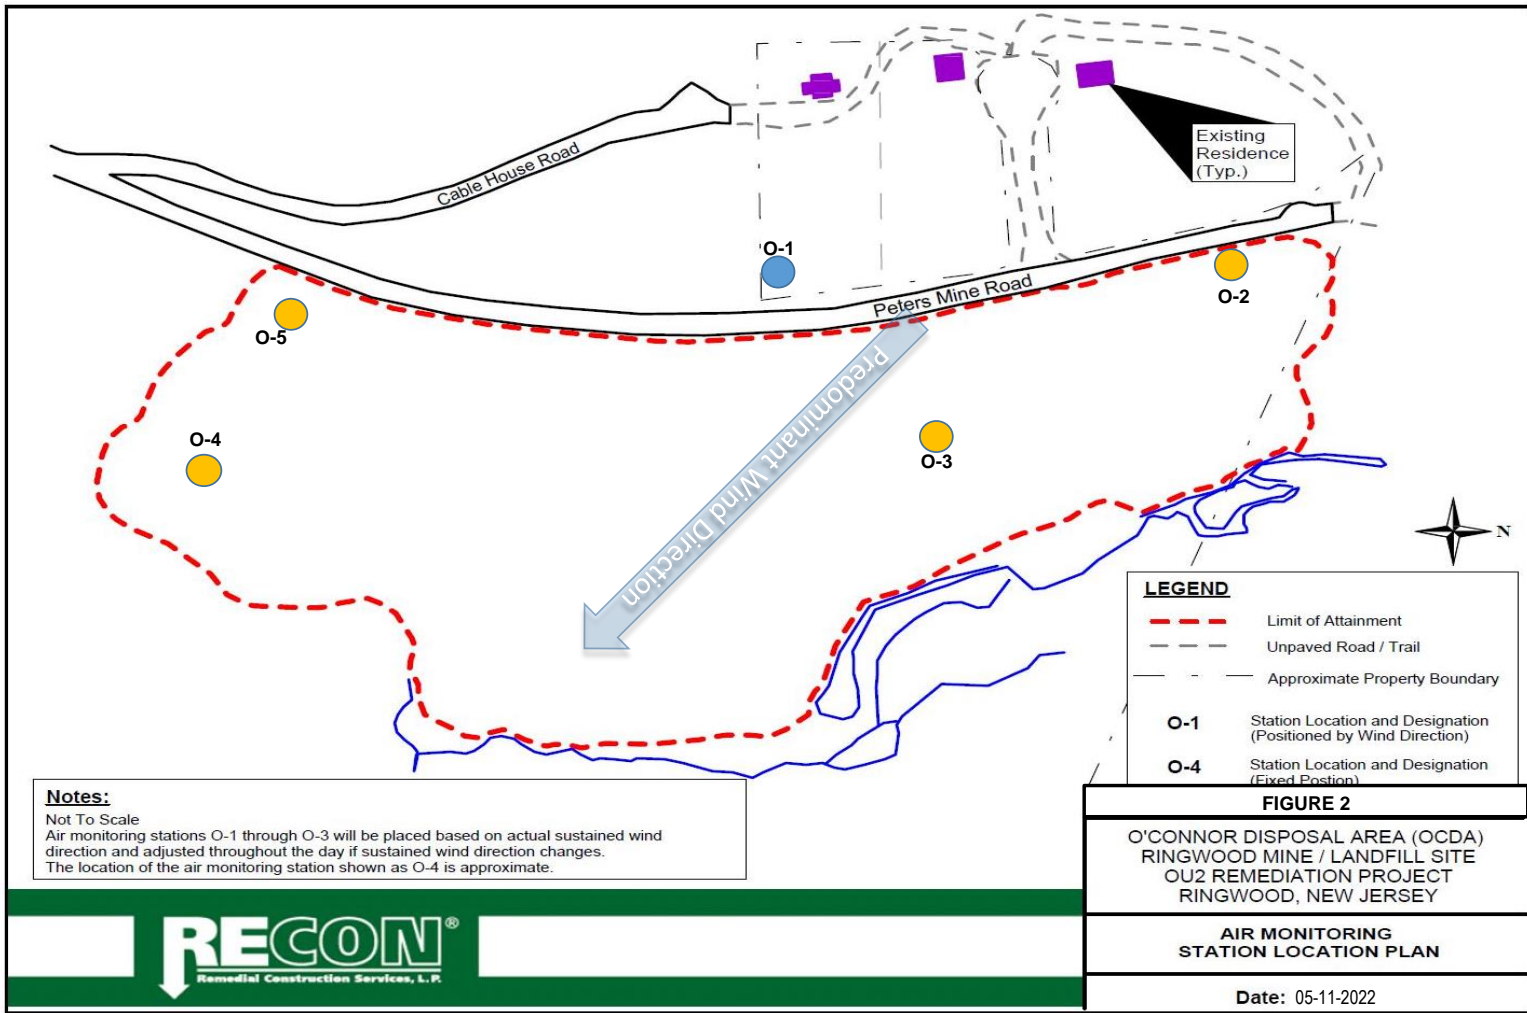 Cable House Road
Existing
Residence
(Typ.)
O-1
Peters Mine Road
O-2
O-5
Predominant Wind Direction
O-4
O-3
N
LEGEND
Limit of Attainment
Unpaved Road / Trail
Approximate Property Boundary
O-1 Station Location and Designation
(Positioned by Wind Direction)
O-4 Station Location and Designation
(Fixed Postion)
Notes:
Not To Scale
Air monitoring stations O-1 through O-3 will be placed based on actual sustained wind
direction and adjusted throughout the day if sustained wind direction changes.
The location of the air monitoring station shown as O-4 is approximate.
FIGURE 2
O'CONNOR DISPOSAL AREA (OCDA)
RINGWOOD MINE / LANDFILL SITE
OU2 REMEDIATION PROJECT
RINGWOOD, NEW JERSEY
AIR MONITORING
STATION LOCATION PLAN
Date: 05-11-2022
RECON®
Remedial Construction Services, L.P.